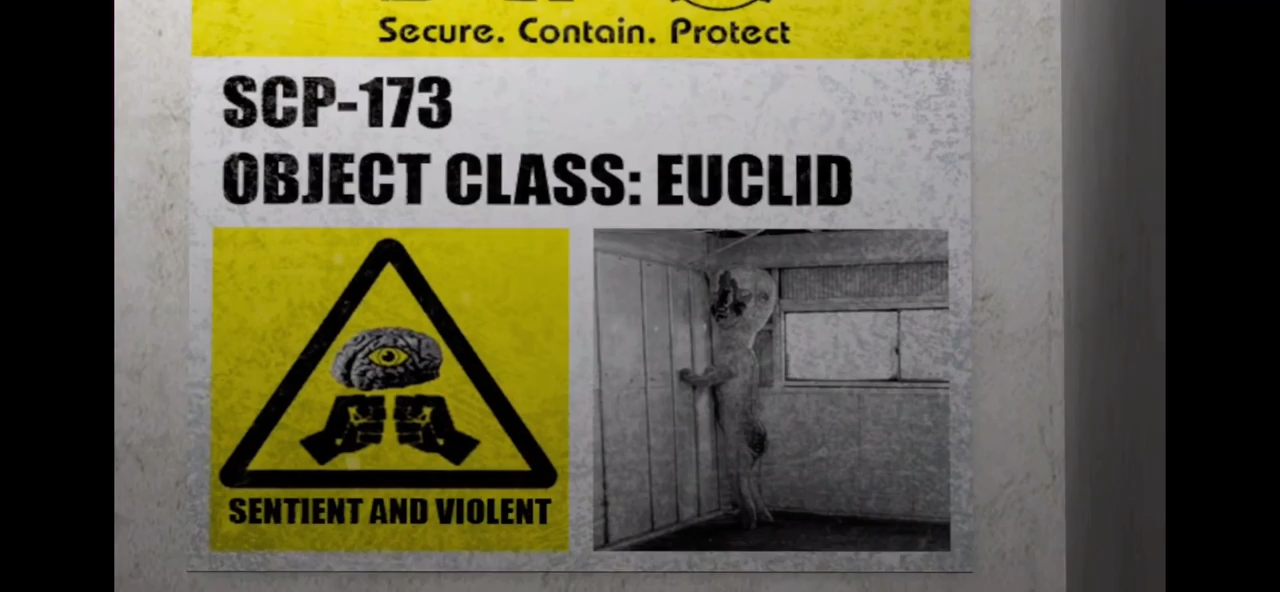 Secure. Contain. Protect
SCP-173
OBJECT CLASS: EUCLID
SENTIENT AND VIOLENT